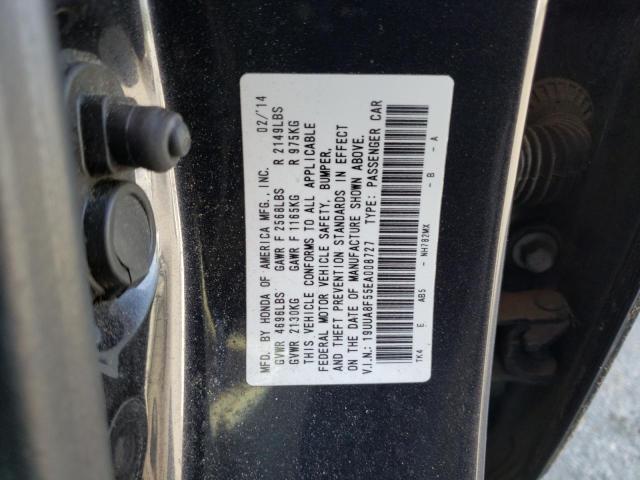 MFD. BY HONDA OF AMERICA MFG., INC. 02/'14
GVWR 4696LBS GAWR F 2568LBS R 2149LBS
GVWR 2130KG GAWR F 1165KG R 975KG
THIS VEHICLE CONFORMS TO ALL APPLICABLE
FEDERAL MOTOR VEHICLE SAFETY, BUMPER,
AND THEFT PREVENTION STANDARDS IN EFFECT
ON THE DATE OF MANUFACTURE SHOWN ABOVE.
V.I.N.: 19UUA8F55EA008727 TYPE: PASSENGER CAR
TK4 E AB5 - NH782MX - B - A